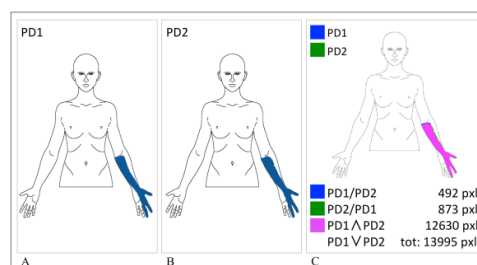 PD1
A
PD2
B
PD1
PD2
PD1/PD2 492 pxl
PD2/PD1 873 pxl
PD1 ⋀ PD2 12630 pxl
PD1 ⋁ PD2 tot: 13995 pxl
C